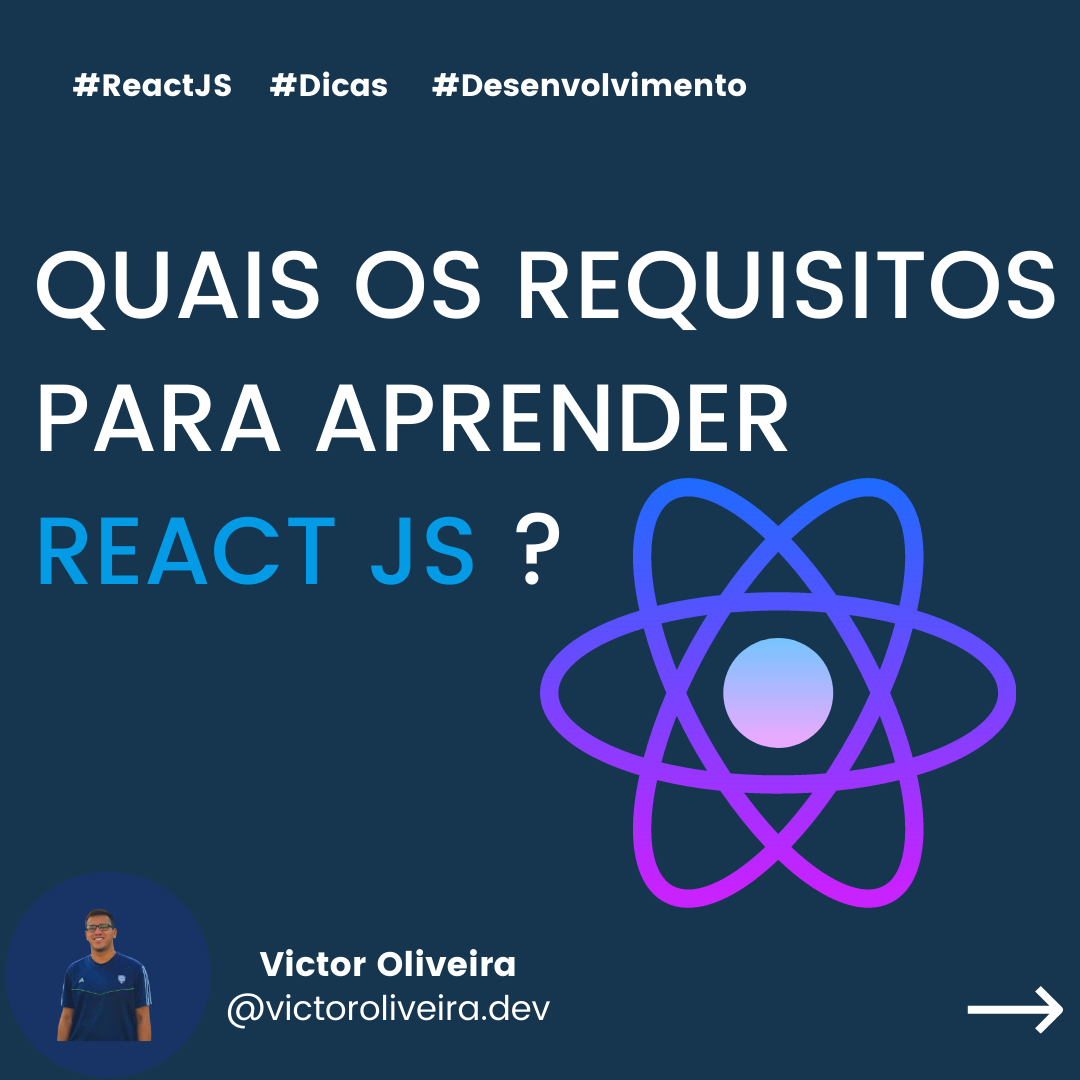 #ReactJS #Dicas #Desenvolvimento
QUAIS OS REQUISITOS
PARA APRENDER
REACT JS ?
Victor Oliveira
@victoroliveira.dev